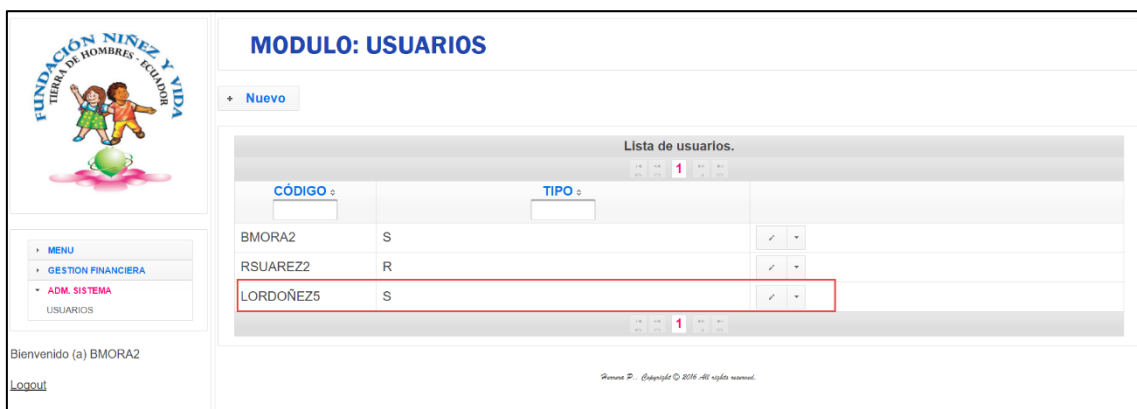 FUNDACIÓN NIÑEZ Y VIDA
TIERRA DE HOMBRES - ECUADOR
MODULO: USUARIOS
+ Nuevo
Lista de usuarios.
1
CÓDIGO TIPO
BMORA2 S
RSUAREZ2 R
LORDOÑEZ5 S
1
MENU
GESTION FINANCIERA
ADM. SISTEMA
USUARIOS
Bienvenido (a) BMORA2
Logout
Herrera P.. Copyright © 2016 All rights reserved.